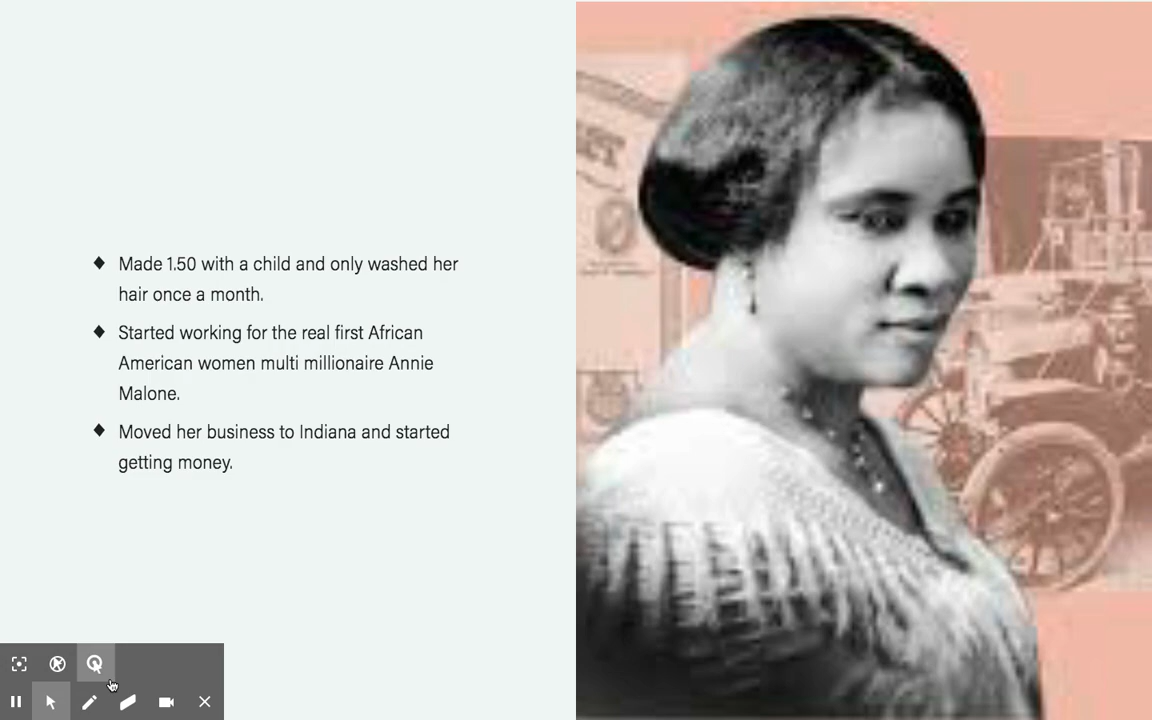 Made 1.50 with a child and only washed her
hair once a month.
Started working for the real first African
American women multi millionaire Annie
Malone.
Moved her business to Indiana and started
getting money.